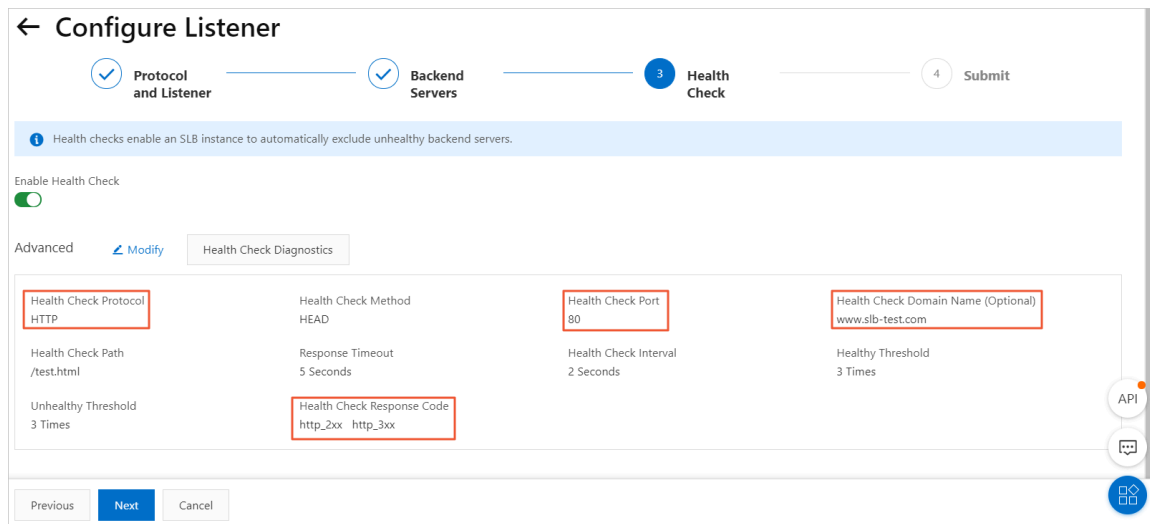 Configure Listener
Protocol
and Listener
Backend
Servers
3
Health
Check
4
Submit
Health checks enable an SLB instance to automatically exclude unhealthy backend servers.
Enable Health Check
Advanced Modify Health Check Diagnostics
Health Check Protocol Health Check Method Health Check Port Health Check Domain Name (Optional)
HTTP HEAD 80 www.slb-test.com
Health Check Path Response Timeout Health Check Interval Healthy Threshold
/test.html 5 Seconds 2 Seconds 3 Times
Unhealthy Threshold Health Check Response Code
3 Times http_2xx http_3xx
API
Previous Next Cancel